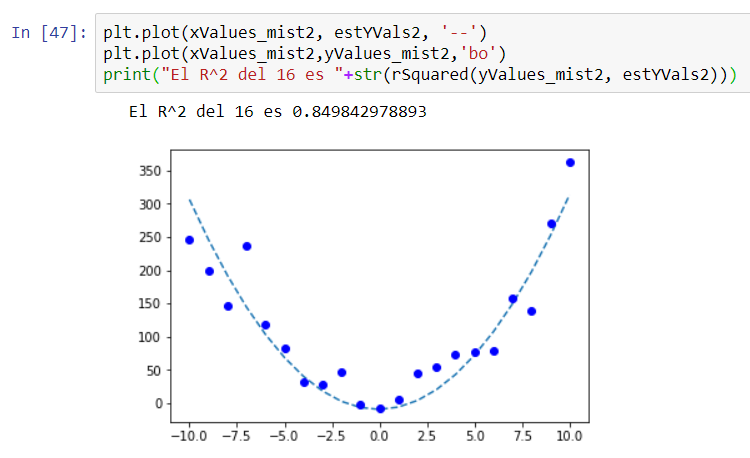 In [47]: plt.plot(xValues_mist2, estYVals2, '--')
plt.plot(xValues_mist2,yValues_mist2,'bo')
print("El R^2 del 16 es "+str(rSquared(yValues_mist2, estYVals2)))
El R^2 del 16 es 0.849842978893
350
300
250
200
150
100
50
0
−10.0 −7.5 −5.0 −2.5 0.0 2.5 5.0 7.5 10.0